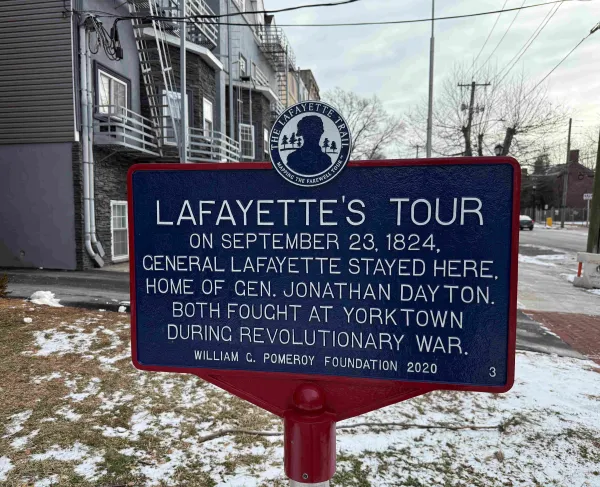 THE LAFAYETTE TRAIL
MAPPING THE FAREWELL TOUR
LAFAYETTE'S TOUR
ON SEPTEMBER 23, 1824,
GENERAL LAFAYETTE STAYED HERE,
HOME OF GEN. JONATHAN DAYTON.
BOTH FOUGHT AT YORKTOWN
DURING REVOLUTIONARY WAR.
WILLIAM G. POMEROY FOUNDATION 2020
3